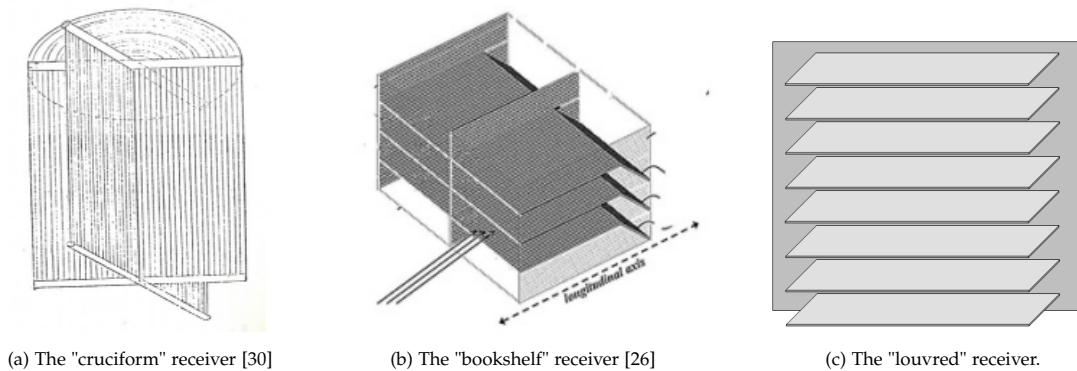 longitudinal axis
(a) The "cruciform" receiver [30]
(b) The "bookshelf" receiver [26]
(c) The "louvred" receiver.